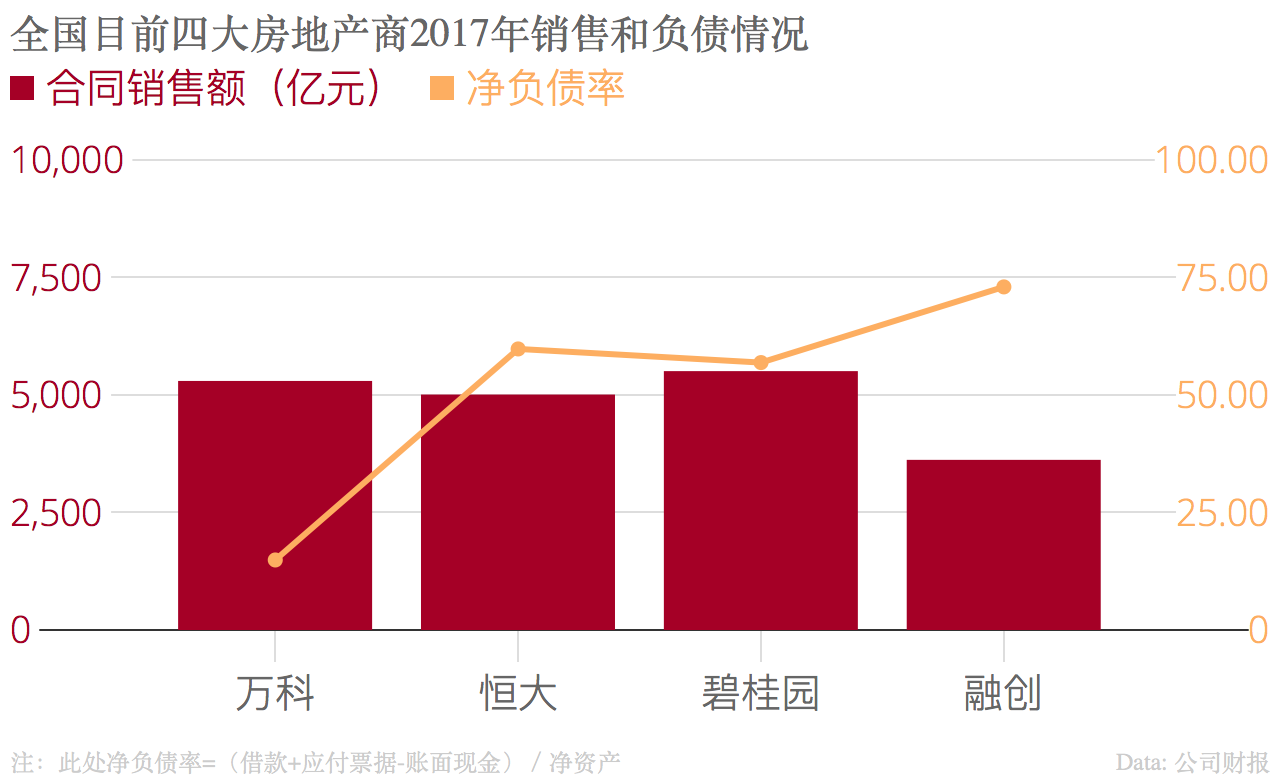 全国目前四大房地产商2017年销售和负债情况
合同销售额（亿元） 净负债率
10,000 100.00
7,500 75.00
5,000 50.00
2,500 25.00
0 0
万科 恒大 碧桂园 融创
注：此处净负债率=（借款+应付票据-账面现金）/ 净资产 Data: 公司财报